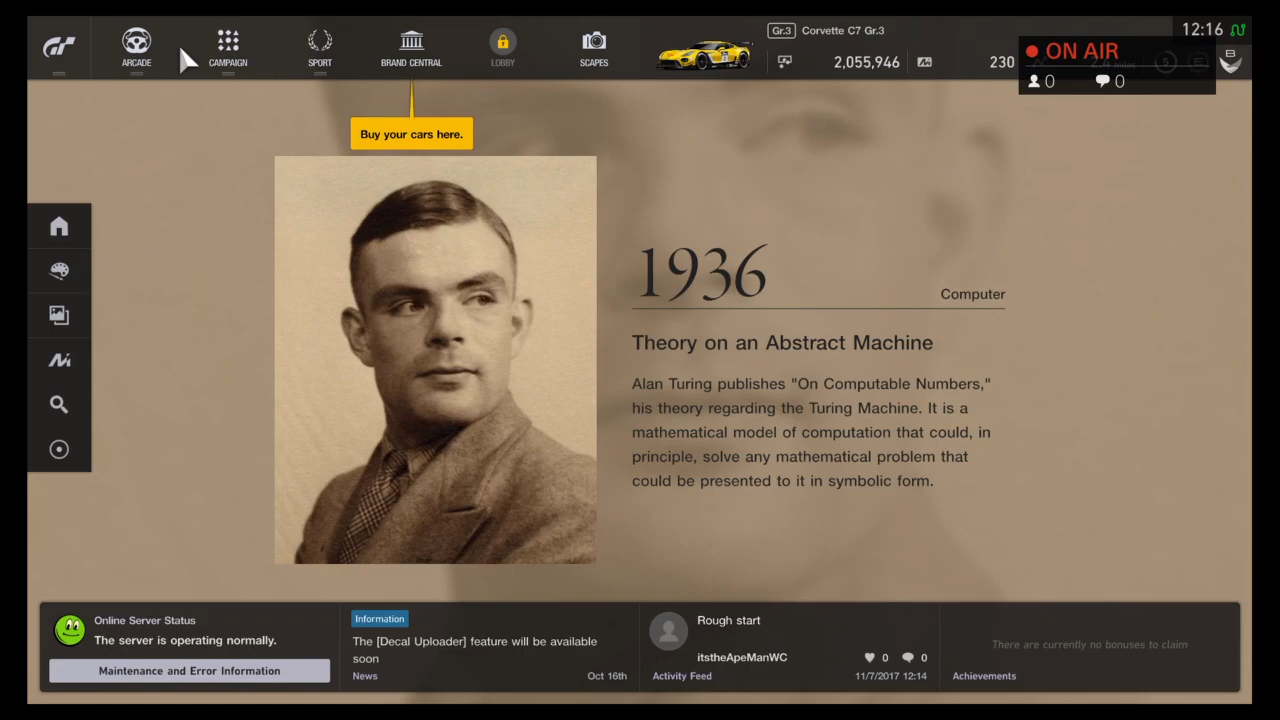 GT
ARCADE
CAMPAIGN
SPORT
BRAND CENTRAL
LOBBY
SCAPES
Gr.3 Corvette C7 Gr.3
2,055,946
230
12:16
ON AIR
0 0
Buy your cars here.
1936
Computer
Theory on an Abstract Machine
Alan Turing publishes "On Computable Numbers,"
his theory regarding the Turing Machine. It is a
mathematical model of computation that could, in
principle, solve any mathematical problem that
could be presented to it in symbolic form.
Online Server Status
The server is operating normally.
Maintenance and Error Information
Information
The [Decal Uploader] feature will be available
soon
News Oct 16th
Rough start
itstheApeManWC 0 0
Activity Feed 11/7/2017 12:14
There are currently no bonuses to claim
Achievements